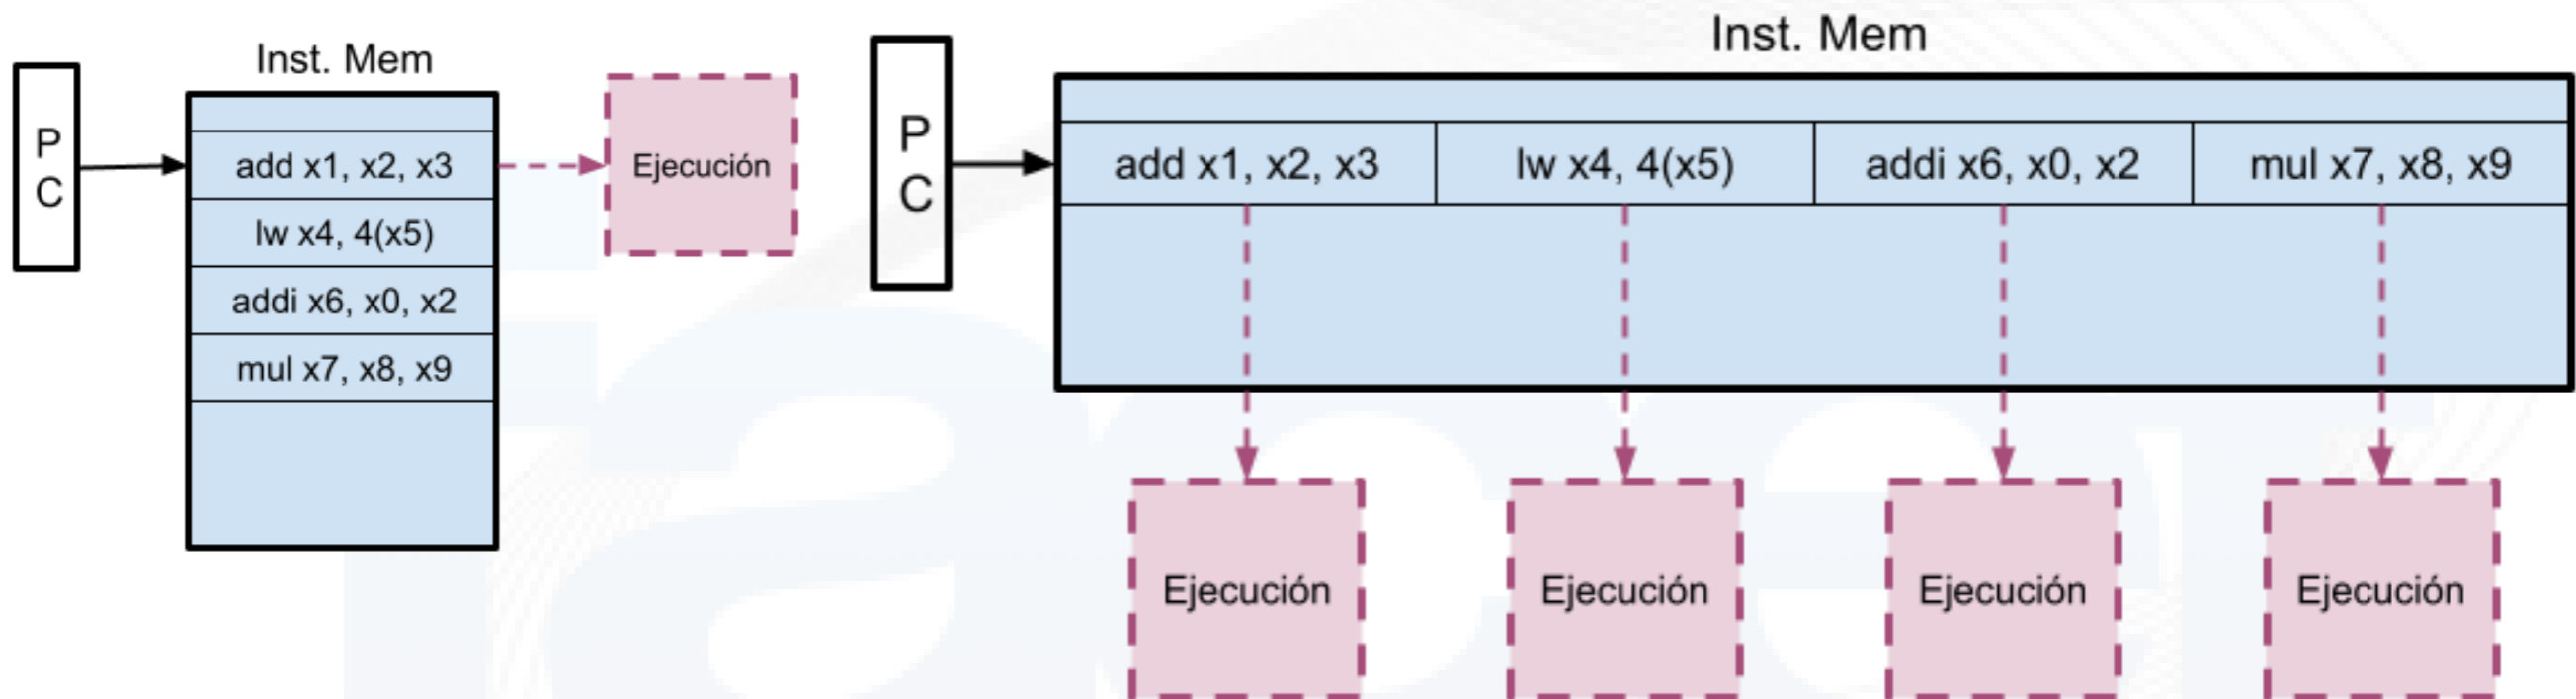 Inst. Mem
P
C
add x1, x2, x3
lw x4, 4(x5)
addi x6, x0, x2
mul x7, x8, x9
Ejecución
Inst. Mem
P
C
add x1, x2, x3
lw x4, 4(x5)
addi x6, x0, x2
mul x7, x8, x9
Ejecución
Ejecución
Ejecución
Ejecución